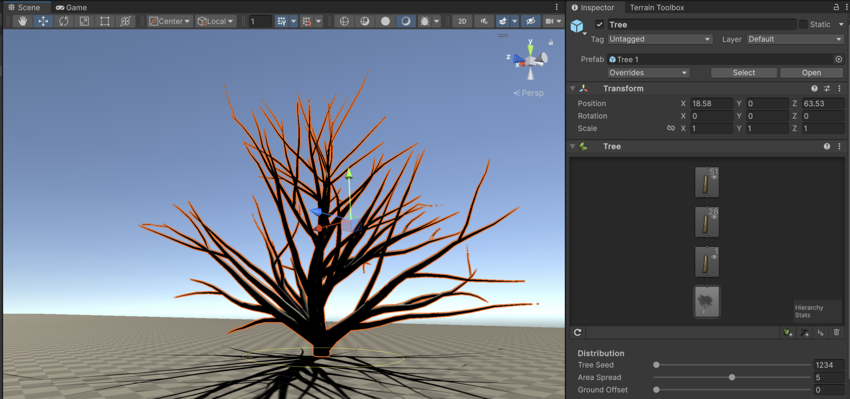 Scene Game
Center Local 1 2D
y
z
x
Persp
Inspector Terrain Toolbox
Tree Static
Tag Untagged Layer Default
Prefab Tree 1
Overrides Select Open
Transform
Position X 18.58 Y 0 Z 63.53
Rotation X 0 Y 0 Z 0
Scale X 1 Y 1 Z 1
Tree
Hierarchy
Stats
Distribution
Tree Seed 1234
Area Spread 5
Ground Offset 0